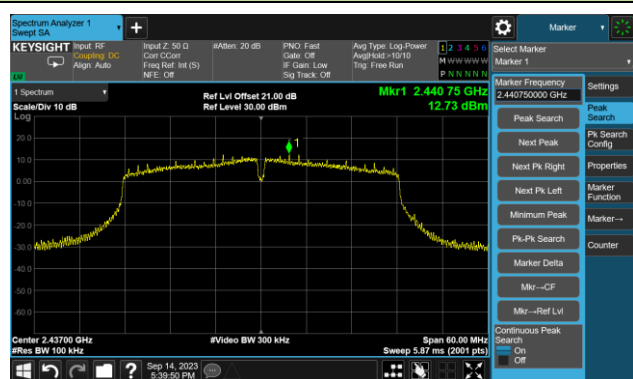 Spectrum Analyzer 1
Swept SA
+
Marker
KEYSIGHT
Input: RF
Coupling: DC
Align: Auto
Input Z: 50 Ω
Corr CCorr
Freq Ref: Int (S)
NFE: Off
#Atten: 20 dB
PNO: Fast
Gate: Off
IF Gain: Low
Sig Track: Off
Avg Type: Log-Power
Avg|Hold:>10/10
Trig: Free Run
1 2 3 4 5 6
M W W W W W
P N N N N N
LXI
Select Marker
Marker 1
1 Spectrum
Scale/Div 10 dB
Log
Ref Lvl Offset 21.00 dB
Ref Level 30.00 dBm
Mkr1 2.440 75 GHz
12.73 dBm
20.0
10.0
0.00
-10.0
-20.0
-30.0
-40.0
-50.0
-60.0
1
Center 2.43700 GHz
#Res BW 100 kHz
#Video BW 300 kHz
Span 60.00 MHz
Sweep 5.87 ms (2001 pts)
Marker Frequency
2.440750000 GHz
Peak Search
Next Peak
Next Pk Right
Next Pk Left
Minimum Peak
Pk-Pk Search
Marker Delta
Mkr→CF
Mkr→Ref Lvl
Continuous Peak
Search
On
Off
Settings
Peak
Search
Pk Search
Config
Properties
Marker
Function
Marker→
Counter
?
Sep 14, 2023
5:39:50 PM